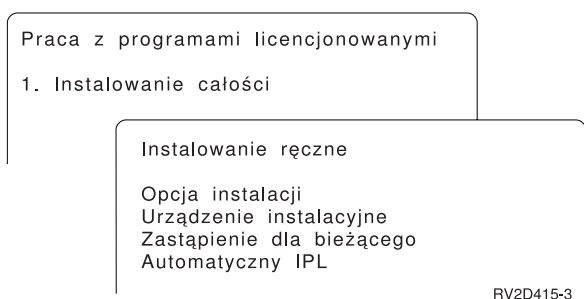 Praca z programami licencjonowanymi
1. Instalowanie całości
Instalowanie ręczne
Opcja instalacji
Urządzenie instalacyjne
Zastąpienie dla bieżącego
Automatyczny IPL
RV2D415-3